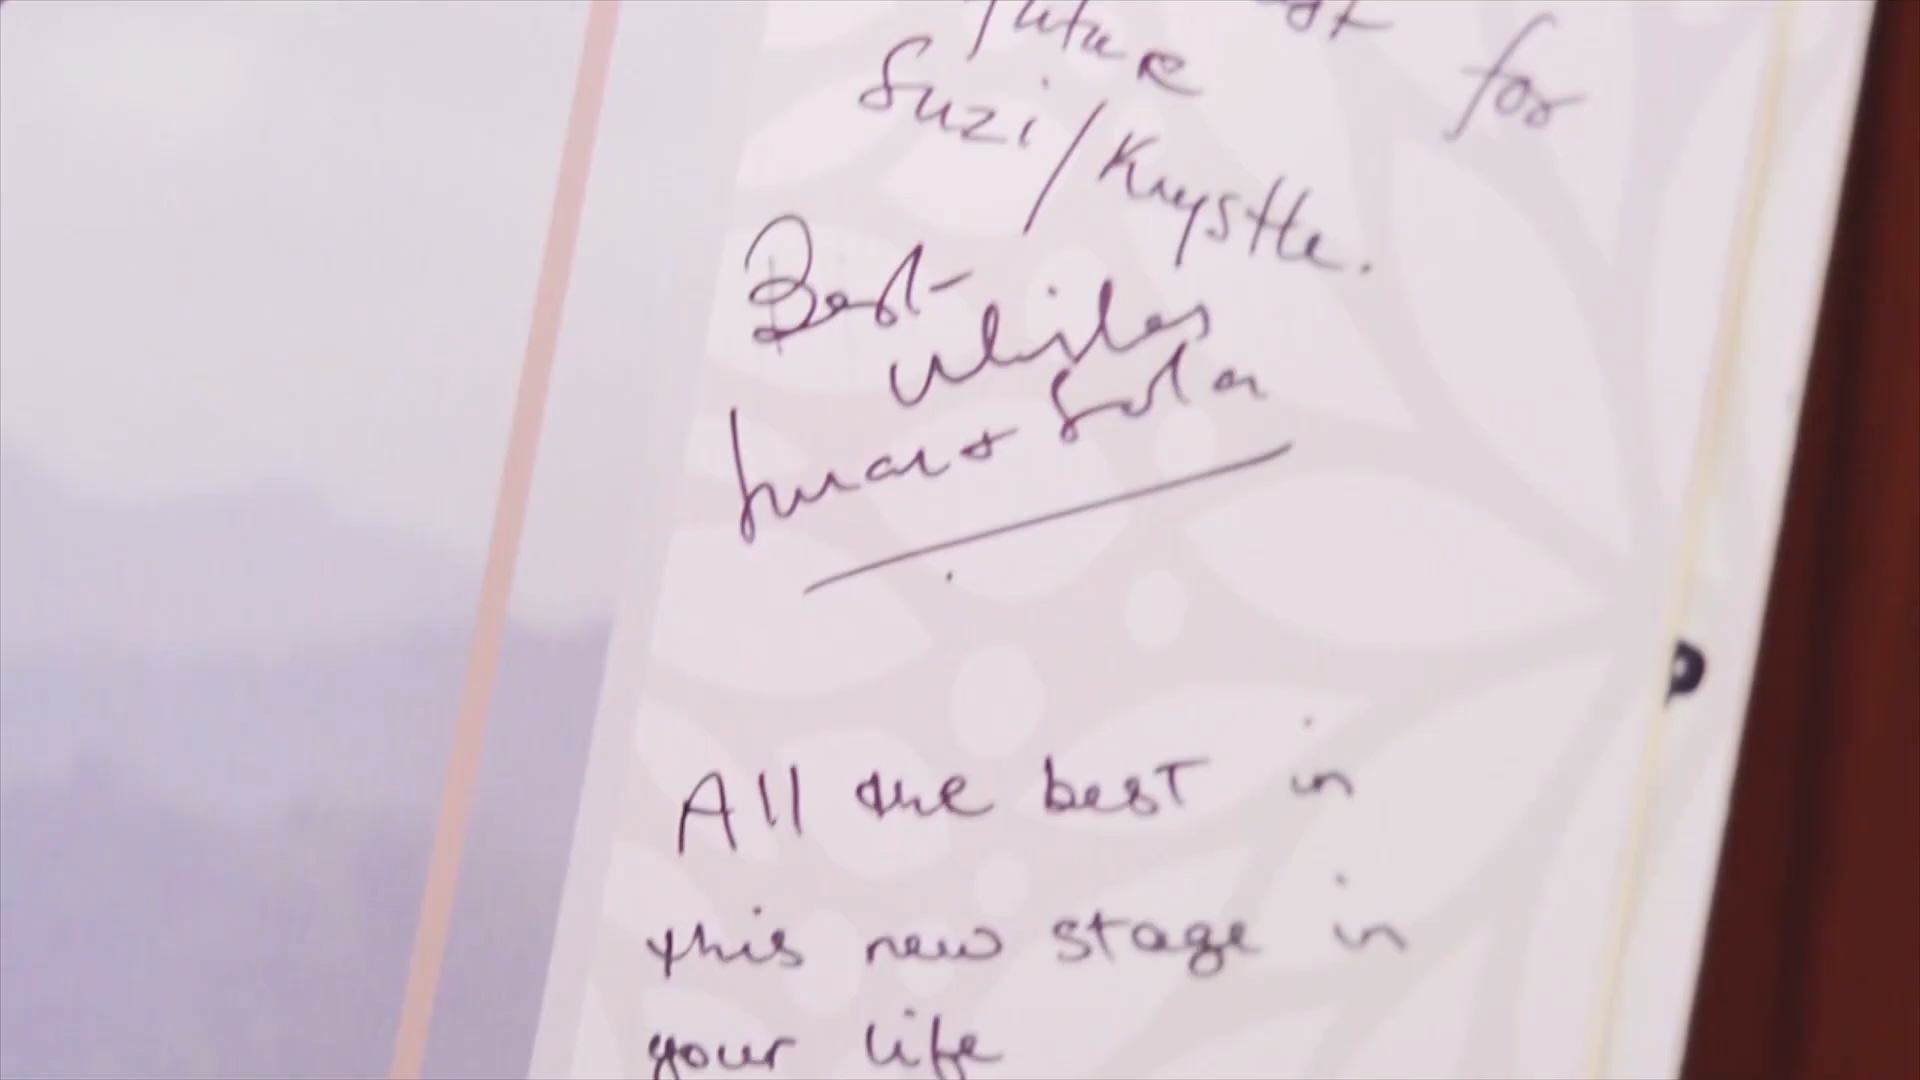 for
future
Suzi/Krystle.
Best
Wishes
All the best in
this new stage in
your life